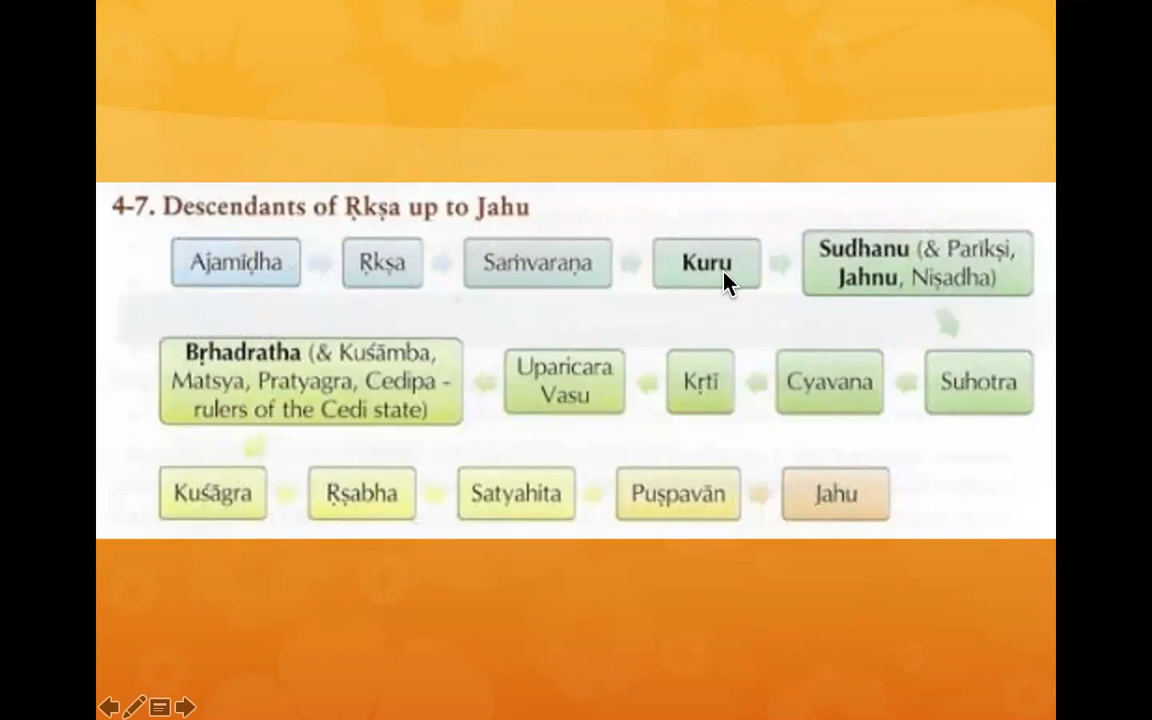 4-7. Descendants of Ṛkṣa up to Jahu
Ajamīḍha
Ṛkṣa
Saṁvaraṇa
Kuru
Sudhanu (& Parīkṣi,
Jahnu, Niṣadha)
Suhotra
Cyavana
Kṛtī
Uparicara
Vasu
Bṛhadratha (& Kuśāmba,
Matsya, Pratyagra, Cedipa -
rulers of the Cedi state)
Kuśāgra
Ṛṣabha
Satyahita
Puṣpavān
Jahu